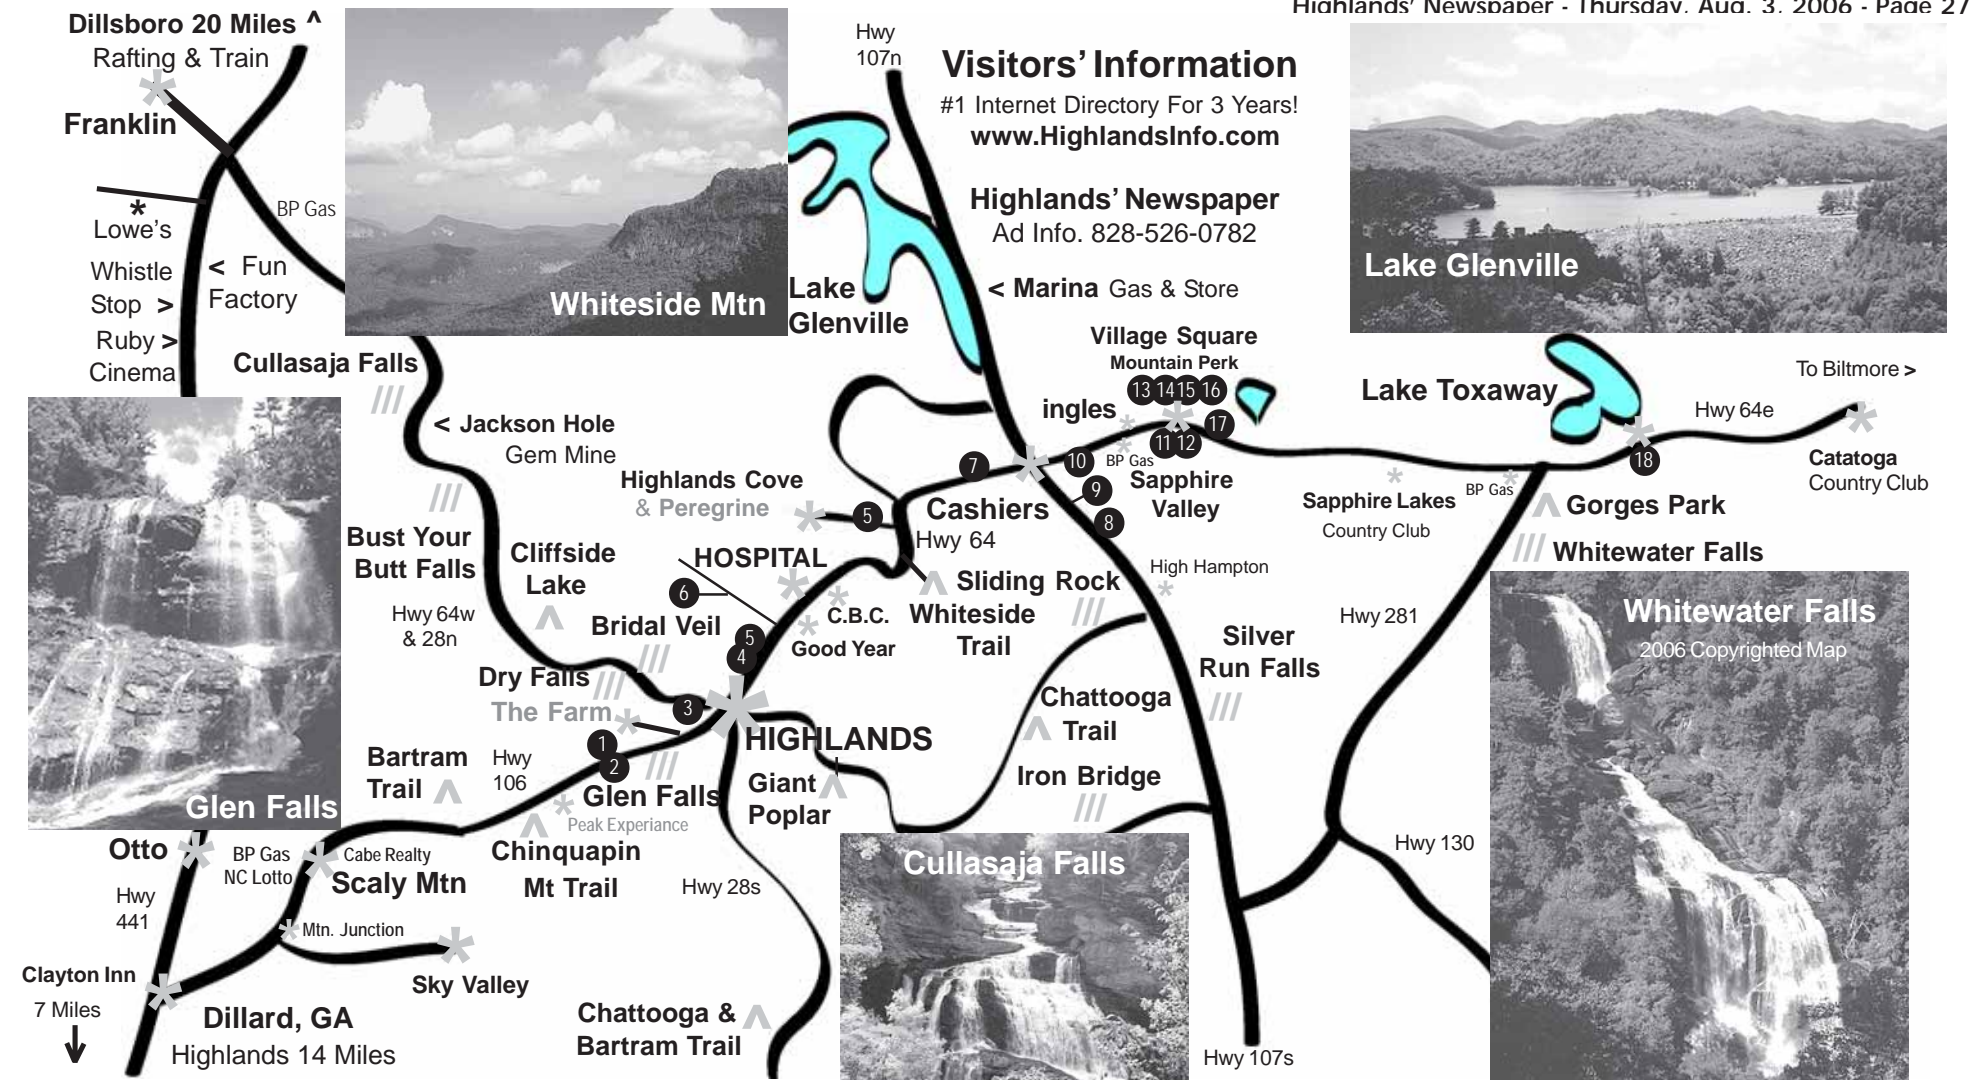 Highlands' Newspaper - Thursday, Aug. 3, 2006 - Page 27
Dillsboro 20 Miles ^
Rafting & Train
Franklin
BP Gas
Lowe's
Whistle
Stop >
< Fun
Factory
Ruby >
Cinema
Whiteside Mtn
Hwy
107n
Visitors' Information
#1 Internet Directory For 3 Years!
www.HighlandsInfo.com
Highlands' Newspaper
Ad Info. 828-526-0782
Lake
Glenville
< Marina Gas & Store
Lake Glenville
Village Square
Mountain Perk
13 14 15 16
ingles
17
11 12
BP Gas
10
Sapphire
Valley
9
8
7
Lake Toxaway
To Biltmore >
Hwy 64e
18
Catatoga
Country Club
Sapphire Lakes
Country Club
BP Gas
Gorges Park
Whitewater Falls
Cullasaja Falls
< Jackson Hole
Gem Mine
Highlands Cove
& Peregrine
5
Cashiers
Hwy 64
Bust Your
Butt Falls
Cliffside
Lake
HOSPITAL
6
C.B.C.
Good Year
Sliding Rock
Whiteside
Trail
High Hampton
Hwy 64w
& 28n
Bridal Veil
5
4
Dry Falls
The Farm
3
Silver
Run Falls
Hwy 281
Whitewater Falls
2006 Copyrighted Map
Glen Falls
Bartram
Trail
Hwy
106
1
2
Glen Falls
Peak Experiance
HIGHLANDS
Giant
Poplar
Chattooga
Trail
Iron Bridge
Otto
BP Gas
NC Lotto
Cabe Realty
Scaly Mtn
Chinquapin
Mt Trail
Hwy 28s
Cullasaja Falls
Hwy 130
Hwy
441
Mtn. Junction
Sky Valley
Clayton Inn
7 Miles
Dillard, GA
Highlands 14 Miles
Chattooga &
Bartram Trail
Hwy 107s